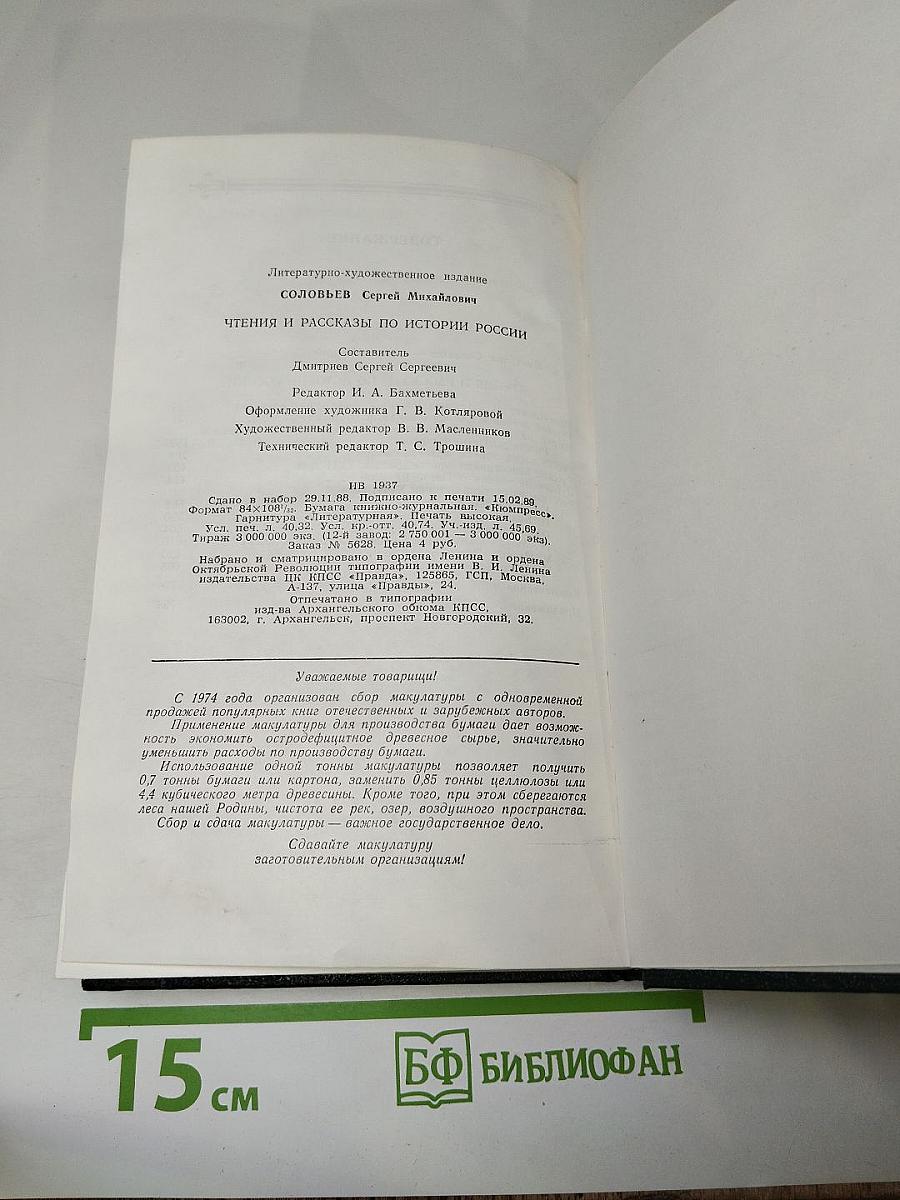 Литературно-художественное издание
СОЛОВЬЕВ Сергей Михайлович
ЧТЕНИЯ И РАССКАЗЫ ПО ИСТОРИИ РОССИИ
Составитель
Дмитриев Сергей Сергеевич
Редактор И. А. Бахметьева
Оформление художника Г. В. Котляровой
Художественный редактор В. В. Масленников
Технический редактор Т. С. Трошина
ИВ 1937
Сдано в набор 29.11.88. Подписано к печати 15.02.89.
Формат 84×108¹/₃₂. Бумага книжно-журнальная. «Кюмпресс».
Гарнитура «Литературная». Печать высокая.
Усл. печ. л. 40,32. Усл. кр.-отт. 40,74. Уч.-изд. л. 45,69.
Тираж 3 000 000 экз. (12-й завод: 2 750 001 — 3 000 000 экз).
Заказ № 5628. Цена 4 руб.
Набрано и сматрицировано в ордена Ленина и ордена
Октябрьской Революции типографии имени В. И. Ленина
издательства ЦК КПСС «Правда», 125865, ГСП, Москва,
А-137, улица «Правды», 24.
Отпечатано в типографии
изд-ва Архангельского обкома КПСС,
163002, г. Архангельск, проспект Новгородский, 32.
Уважаемые товарищи!
С 1974 года организован сбор макулатуры с одновременной
продажей популярных книг отечественных и зарубежных авторов.
Применение макулатуры для производства бумаги дает возмож-
ность экономить остродефицитное древесное сырье, значительно
уменьшить расходы по производству бумаги.
Использование одной тонны макулатуры позволяет получить
0,7 тонны бумаги или картона, заменить 0,85 тонны целлюлозы или
4,4 кубического метра древесины. Кроме того, при этом сберегаются
леса нашей Родины, чистота ее рек, озер, воздушного пространства.
Сбор и сдача макулатуры — важное государственное дело.
Сдавайте макулатуру
заготовительным организациям!
15 см
БФ БИБЛИОФАН